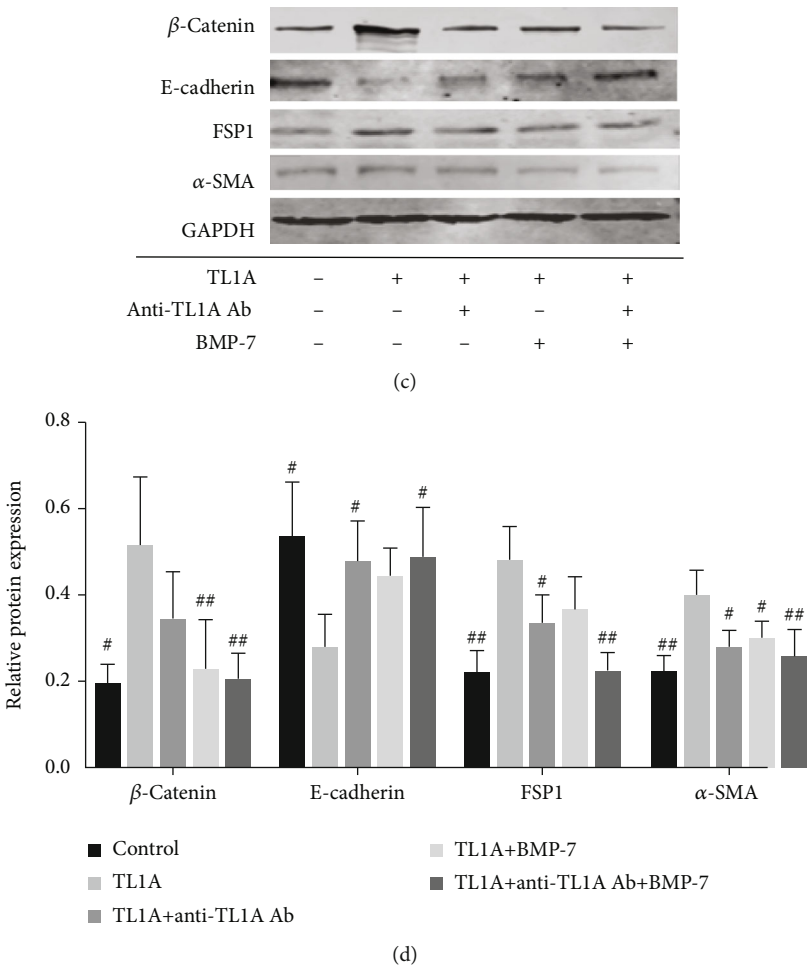 β-Catenin
E-cadherin
FSP1
α-SMA
GAPDH
TL1A – + + + +
Anti-TL1A Ab – – + – +
BMP-7 – – – + +
(c)
Relative protein expression
0.8
0.6
0.4
0.2
0.0
# ## ##
# # #
## # ##
## # # ##
β-Catenin E-cadherin FSP1 α-SMA
Control
TL1A
TL1A+anti-TL1A Ab
TL1A+BMP-7
TL1A+anti-TL1A Ab+BMP-7
(d)